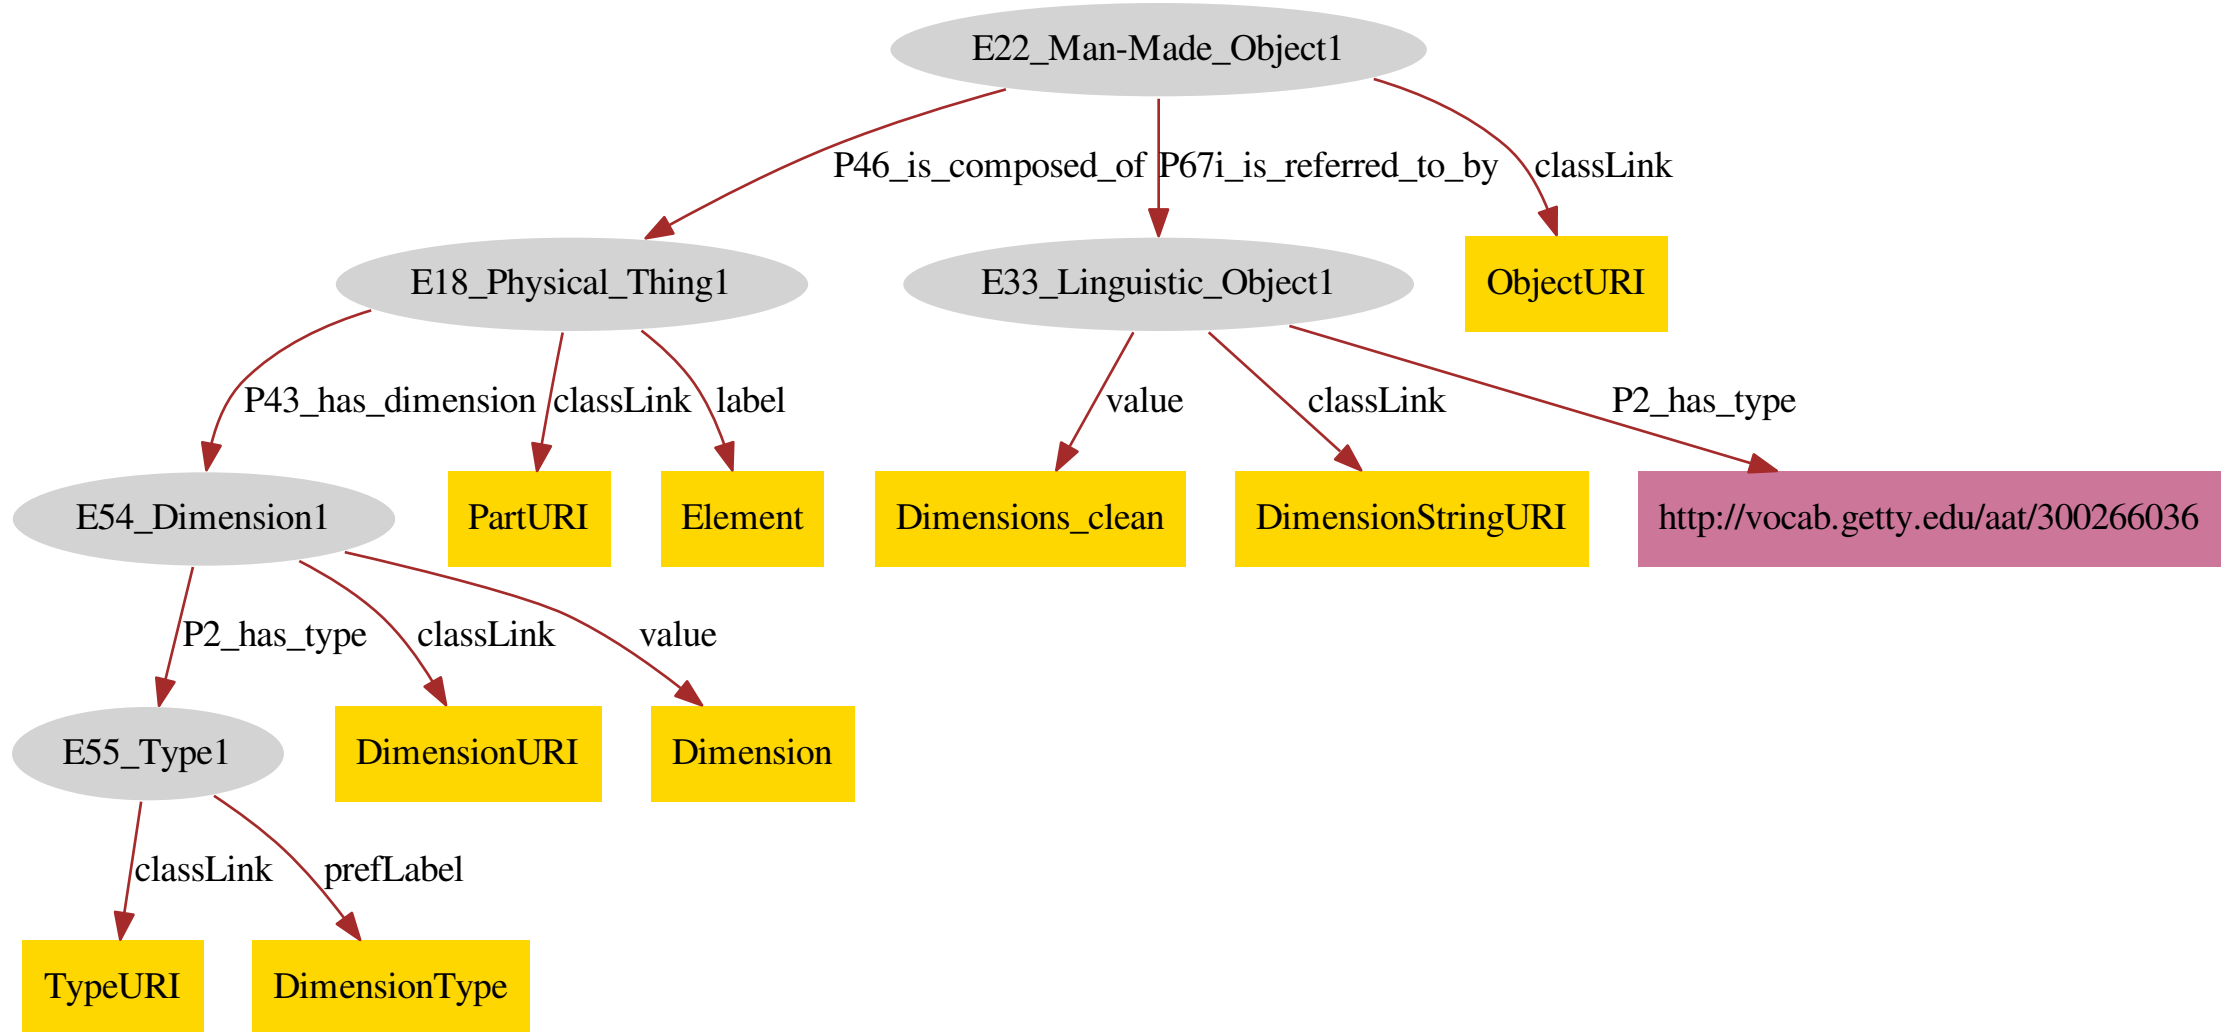 E22_Man-Made_Object1
P46_is_composed_of
P67i_is_referred_to_by
classLink
E18_Physical_Thing1
E33_Linguistic_Object1
ObjectURI
P43_has_dimension
classLink
label
value
classLink
P2_has_type
E54_Dimension1
PartURI
Element
Dimensions_clean
DimensionStringURI
http://vocab.getty.edu/aat/300266036
P2_has_type
classLink
value
E55_Type1
DimensionURI
Dimension
classLink
prefLabel
TypeURI
DimensionType